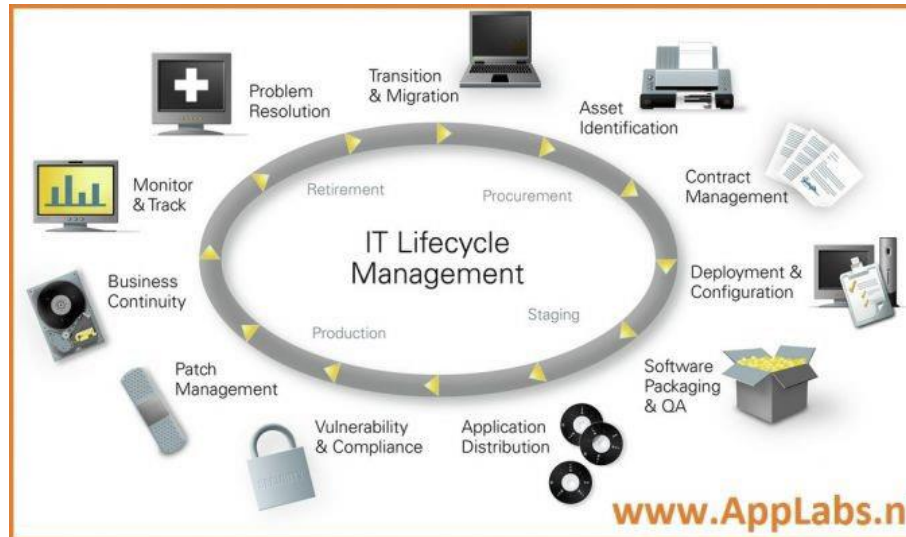 Transition
& Migration
Problem
Resolution
Asset
Identification
Contract
Management
Monitor
& Track
Retirement
Procurement
IT Lifecycle
Management
Business
Continuity
Deployment &
Configuration
Staging
Production
Patch
Management
Software
Packaging
& QA
Vulnerability
& Compliance
Application
Distribution
www.AppLabs.n